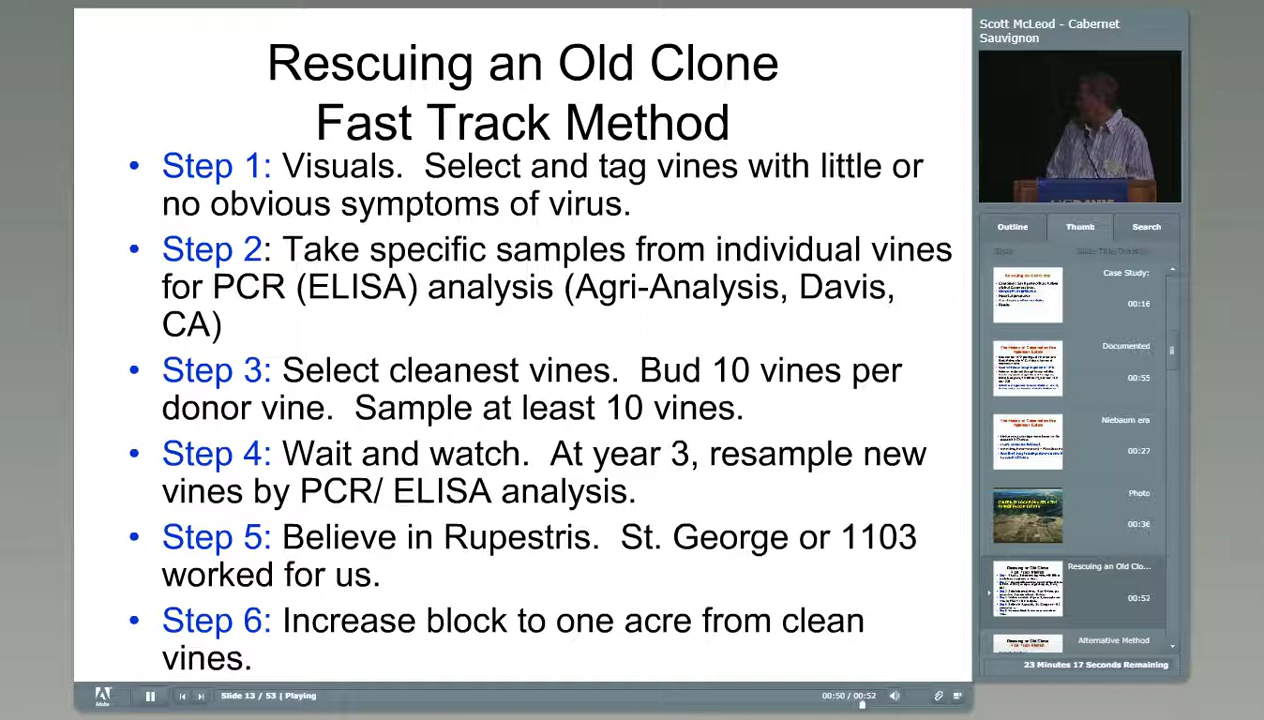 Rescuing an Old Clone
Fast Track Method
• Step 1: Visuals. Select and tag vines with little or
no obvious symptoms of virus.
• Step 2: Take specific samples from individual vines
for PCR (ELISA) analysis (Agri-Analysis, Davis,
CA)
• Step 3: Select cleanest vines. Bud 10 vines per
donor vine. Sample at least 10 vines.
• Step 4: Wait and watch. At year 3, resample new
vines by PCR/ ELISA analysis.
• Step 5: Believe in Rupestris. St. George or 1103
worked for us.
• Step 6: Increase block to one acre from clean
vines.
Scott McLeod - Cabernet
Sauvignon
Outline Thumb Search
Case Study:
00:16
Documented
00:55
Niebaum era
00:27
Photo
00:36
Rescuing an Old Clo...
00:52
Alternative Method
23 Minutes 17 Seconds Remaining
Adobe
Slide 13 / 53 | Playing
00:50 / 00:52